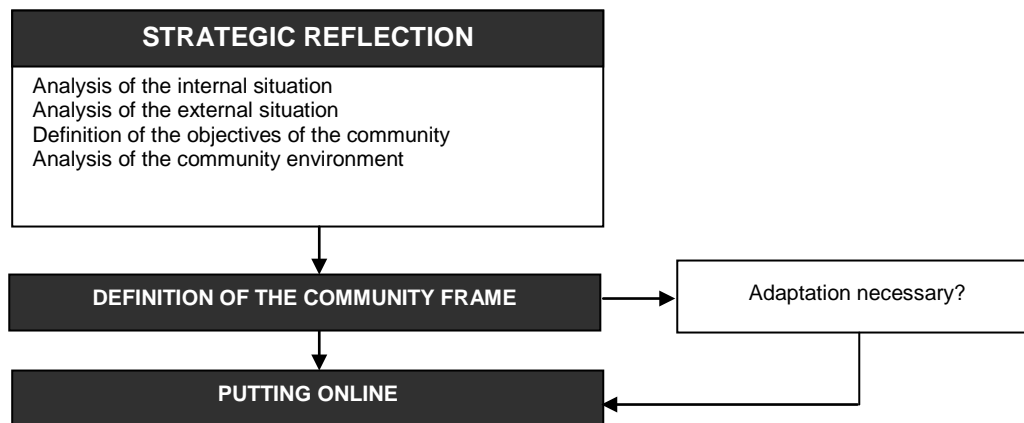 STRATEGIC REFLECTION
Analysis of the internal situation
Analysis of the external situation
Definition of the objectives of the community
Analysis of the community environment
DEFINITION OF THE COMMUNITY FRAME
Adaptation necessary?
PUTTING ONLINE